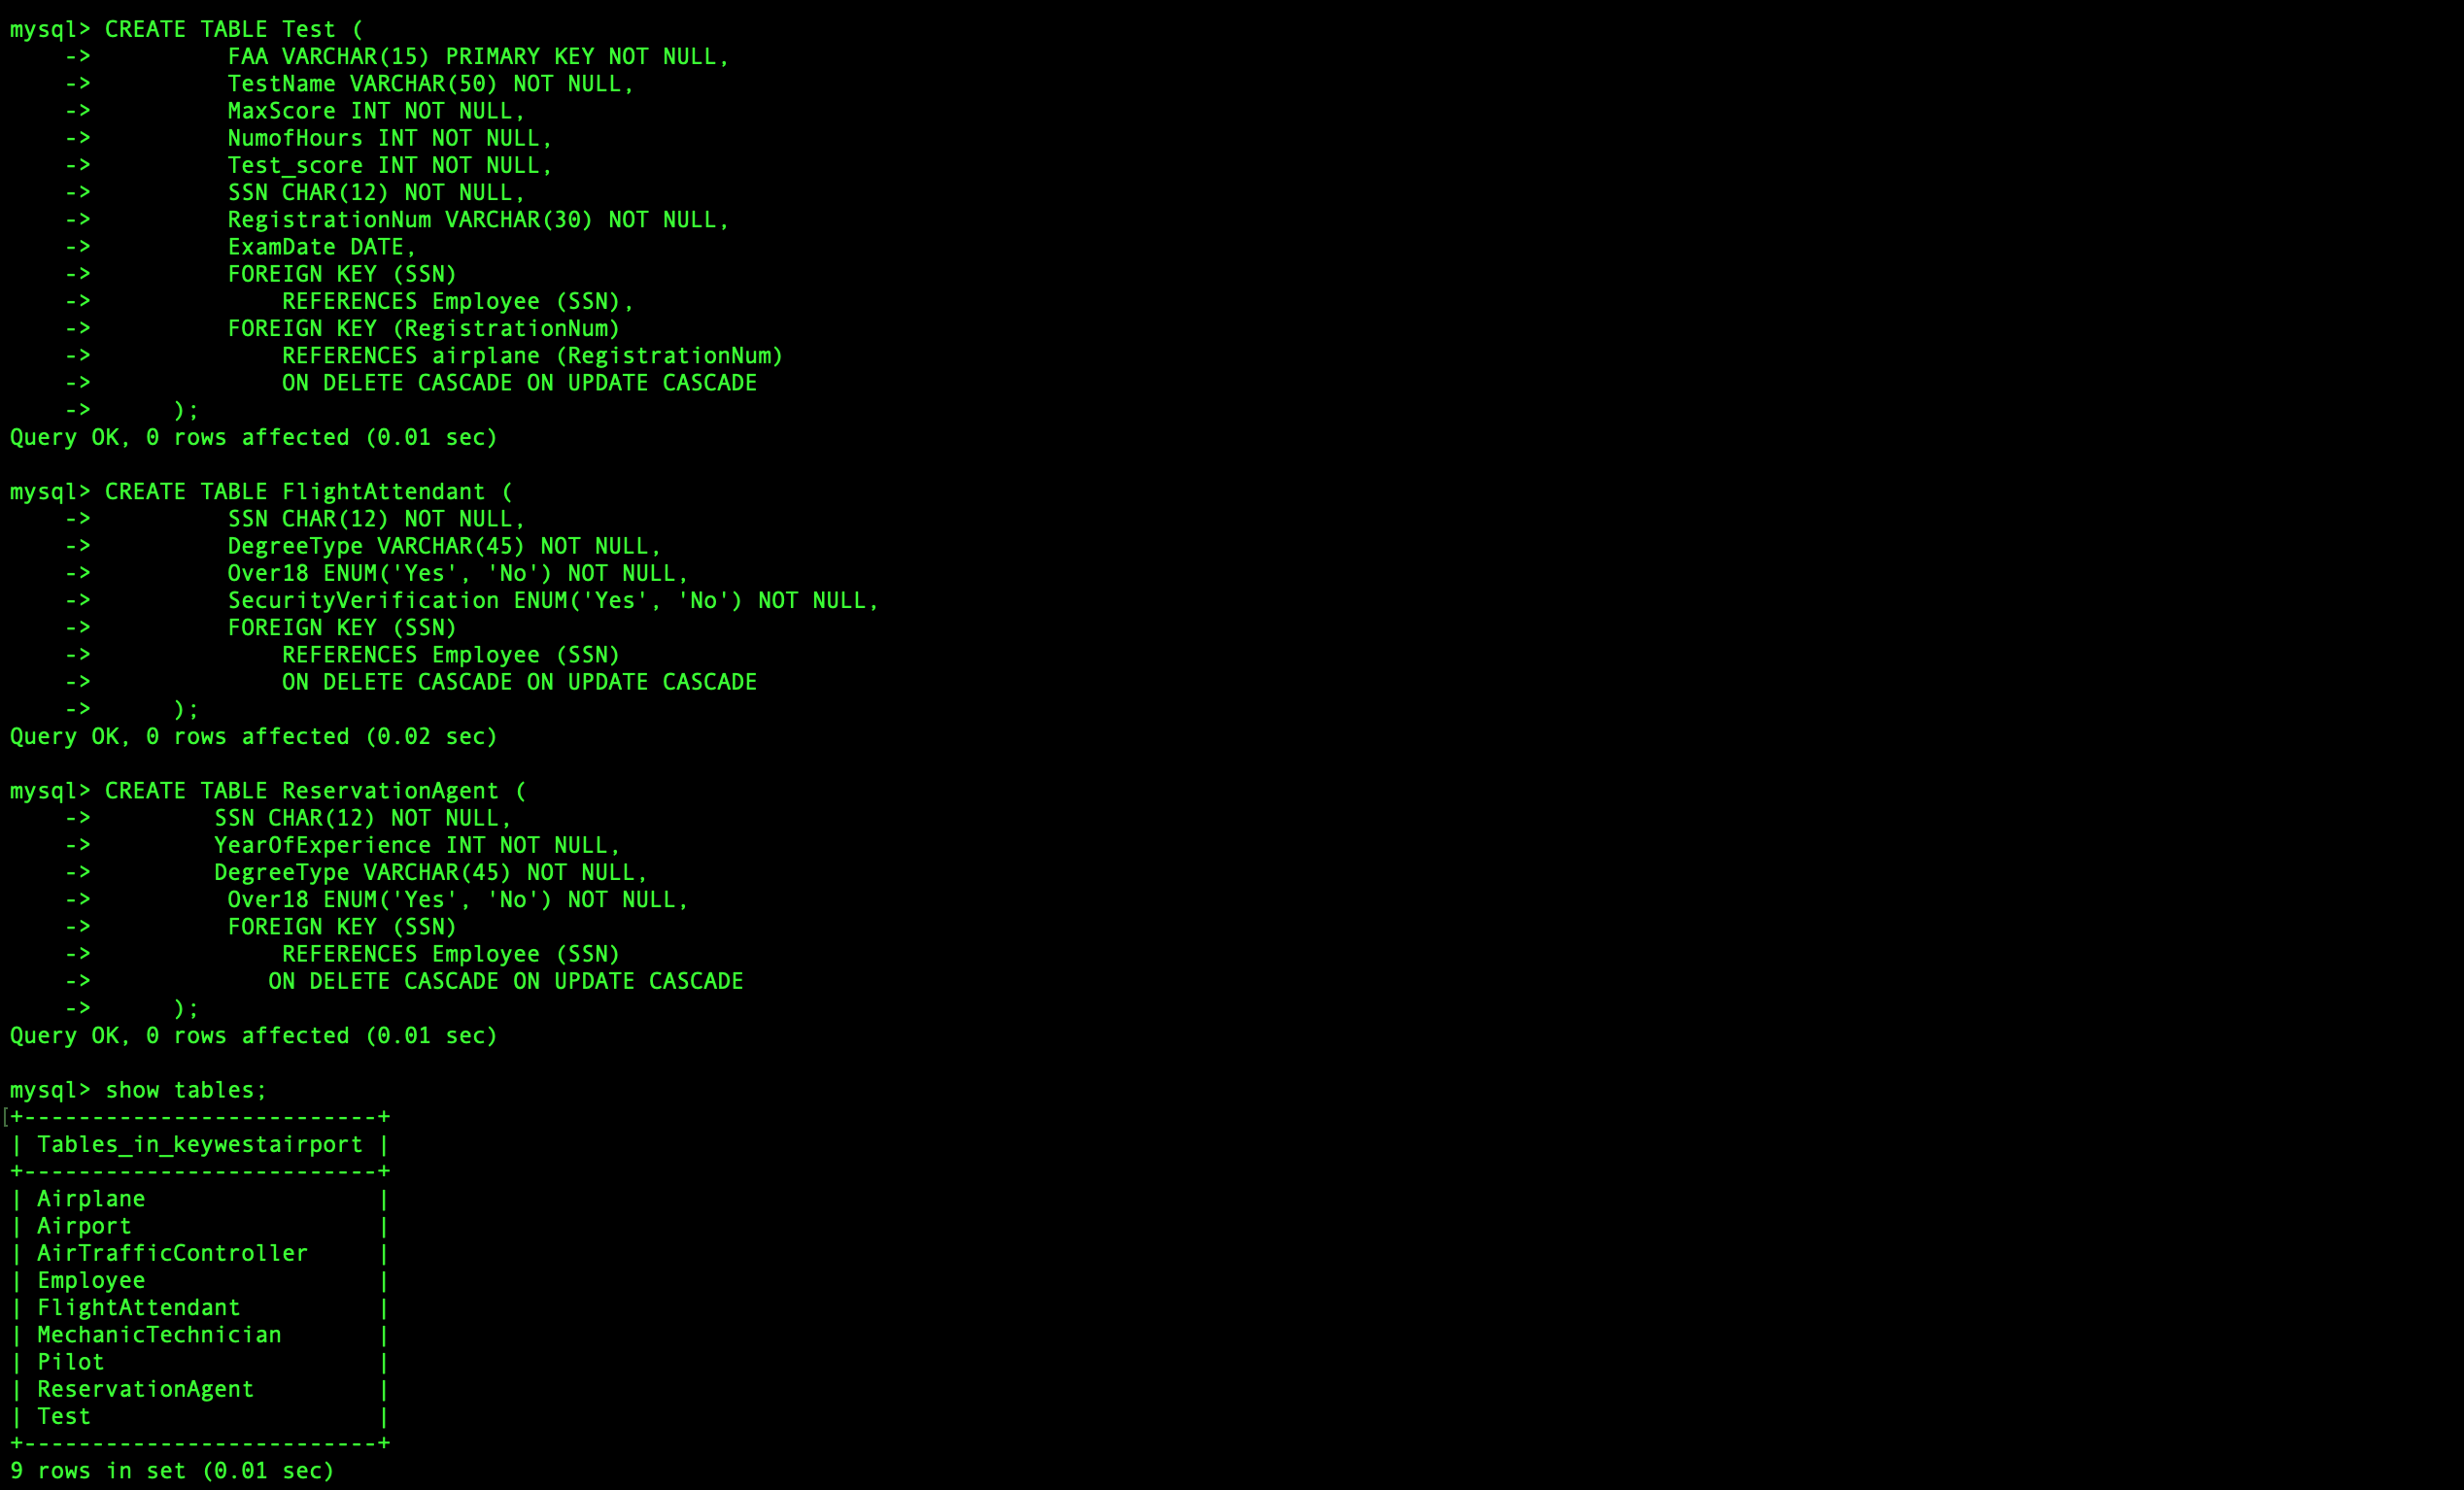 mysql> CREATE TABLE Test (
    ->          FAA VARCHAR(15) PRIMARY KEY NOT NULL,
    ->          TestName VARCHAR(50) NOT NULL,
    ->          MaxScore INT NOT NULL,
    ->          NumofHours INT NOT NULL,
    ->          Test_score INT NOT NULL,
    ->          SSN CHAR(12) NOT NULL,
    ->          RegistrationNum VARCHAR(30) NOT NULL,
    ->          ExamDate DATE,
    ->          FOREIGN KEY (SSN)
    ->              REFERENCES Employee (SSN),
    ->          FOREIGN KEY (RegistrationNum)
    ->              REFERENCES airplane (RegistrationNum)
    ->              ON DELETE CASCADE ON UPDATE CASCADE
    ->      );
Query OK, 0 rows affected (0.01 sec)

mysql> CREATE TABLE FlightAttendant (
    ->          SSN CHAR(12) NOT NULL,
    ->          DegreeType VARCHAR(45) NOT NULL,
    ->          Over18 ENUM('Yes', 'No') NOT NULL,
    ->          SecurityVerification ENUM('Yes', 'No') NOT NULL,
    ->          FOREIGN KEY (SSN)
    ->              REFERENCES Employee (SSN)
    ->              ON DELETE CASCADE ON UPDATE CASCADE
    ->      );
Query OK, 0 rows affected (0.02 sec)

mysql> CREATE TABLE ReservationAgent (
    ->         SSN CHAR(12) NOT NULL,
    ->         YearOfExperience INT NOT NULL,
    ->         DegreeType VARCHAR(45) NOT NULL,
    ->          Over18 ENUM('Yes', 'No') NOT NULL,
    ->          FOREIGN KEY (SSN)
    ->              REFERENCES Employee (SSN)
    ->             ON DELETE CASCADE ON UPDATE CASCADE
    ->      );
Query OK, 0 rows affected (0.01 sec)

mysql> show tables;
[+--------------------------+
| Tables_in_keywestairport |
+--------------------------+
| Airplane                 |
| Airport                  |
| AirTrafficController     |
| Employee                 |
| FlightAttendant          |
| MechanicTechnician       |
| Pilot                    |
| ReservationAgent         |
| Test                     |
+--------------------------+
9 rows in set (0.01 sec)